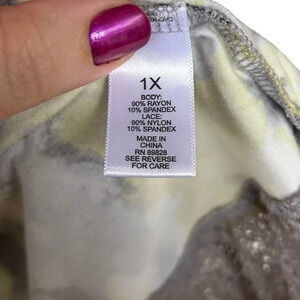 1X
BODY:
90% RAYON
10% SPANDEX
LACE:
90% NYLON
10% SPANDEX
MADE IN
CHINA
RN 89828
SEE REVERSE
FOR CARE